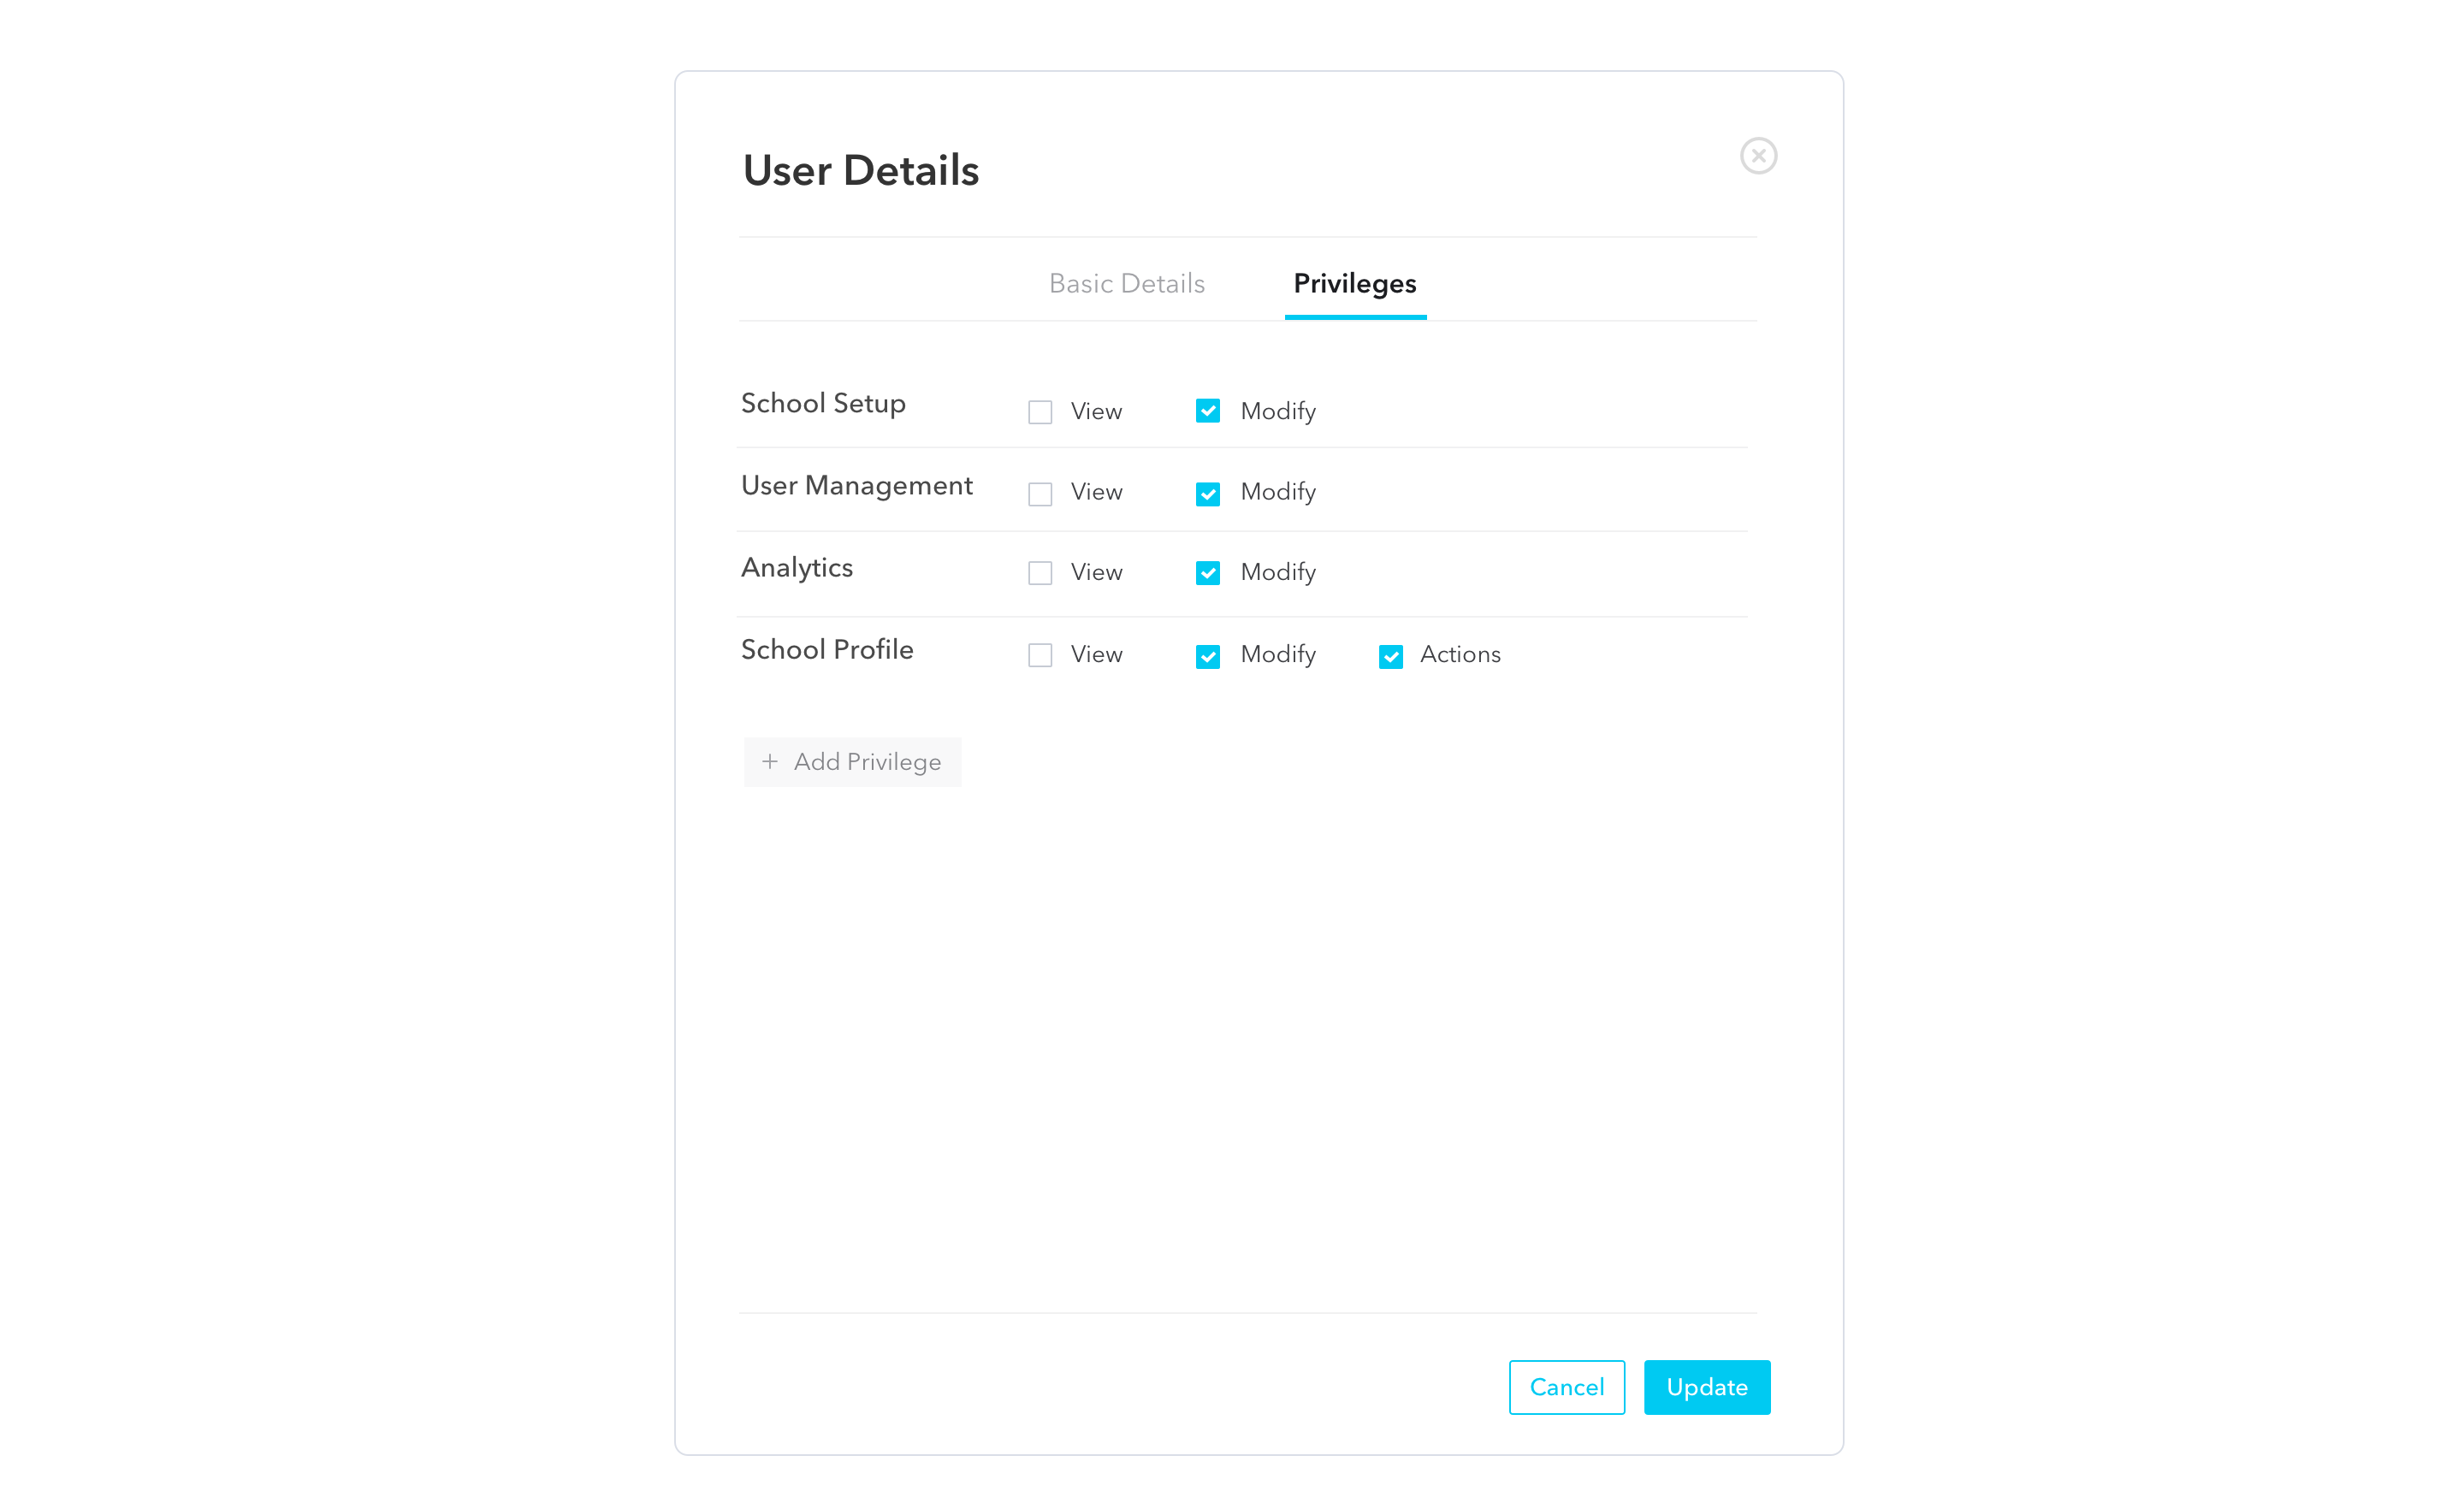 User Details
Basic Details Privileges
School Setup View Modify
User Management View Modify
Analytics View Modify
School Profile View Modify Actions
+ Add Privilege
Cancel Update